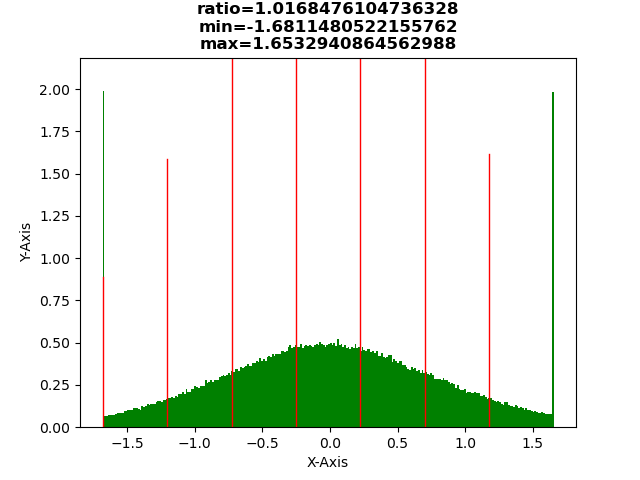 ratio=1.0168476104736328
min=-1.6811480522155762
max=1.6532940864562988
2.00
1.75
1.50
1.25
1.00
0.75
0.50
0.25
0.00
Y-Axis
−1.5 −1.0 −0.5 0.0 0.5 1.0 1.5
X-Axis